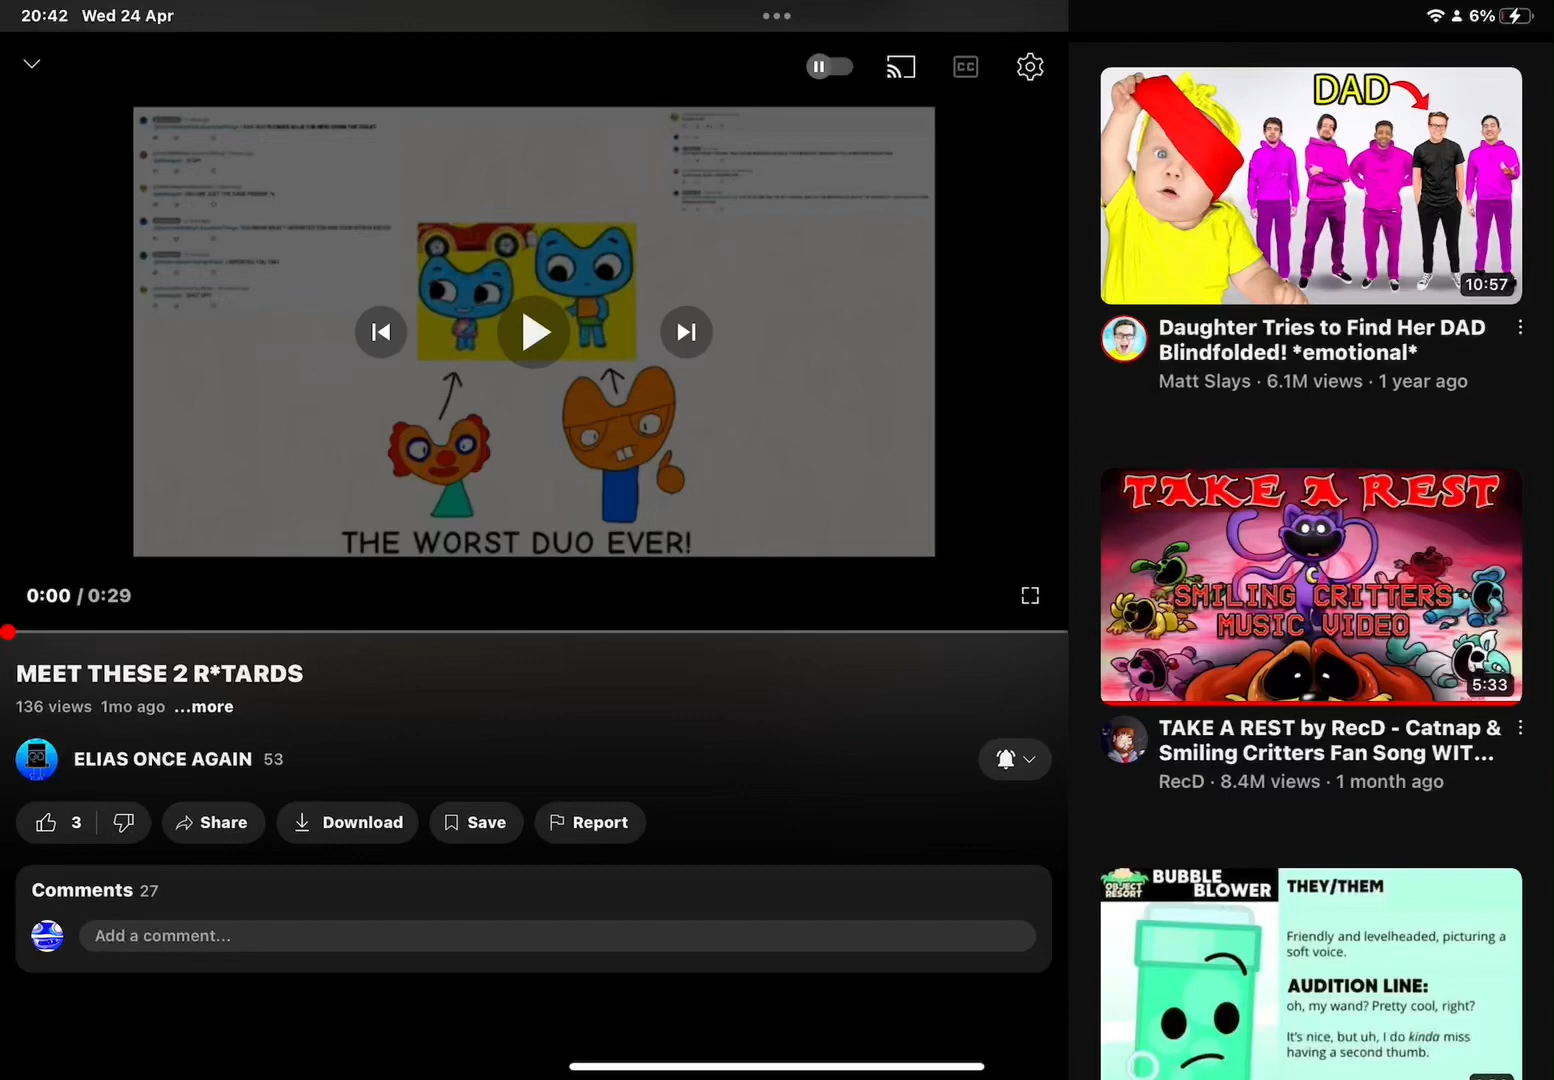 20:42 Wed 24 Apr
6%
CC
THE WORST DUO EVER!
0:00 / 0:29
MEET THESE 2 R*TARDS
136 views 1mo ago ...more
ELIAS ONCE AGAIN 53
3
Share
Download
Save
Report
Comments 27
Add a comment...
DAD
10:57
Daughter Tries to Find Her DAD
Blindfolded! *emotional*
Matt Slays · 6.1M views · 1 year ago
TAKE A REST
SMILING CRITTERS
MUSIC VIDEO
5:33
TAKE A REST by RecD - Catnap &
Smiling Critters Fan Song WIT...
RecD · 8.4M views · 1 month ago
OBJECT
RESORT
BUBBLE
BLOWER
THEY/THEM
Friendly and levelheaded, picturing a
soft voice.
AUDITION LINE:
oh, my wand? Pretty cool, right?
It's nice, but uh, I do kinda miss
having a second thumb.